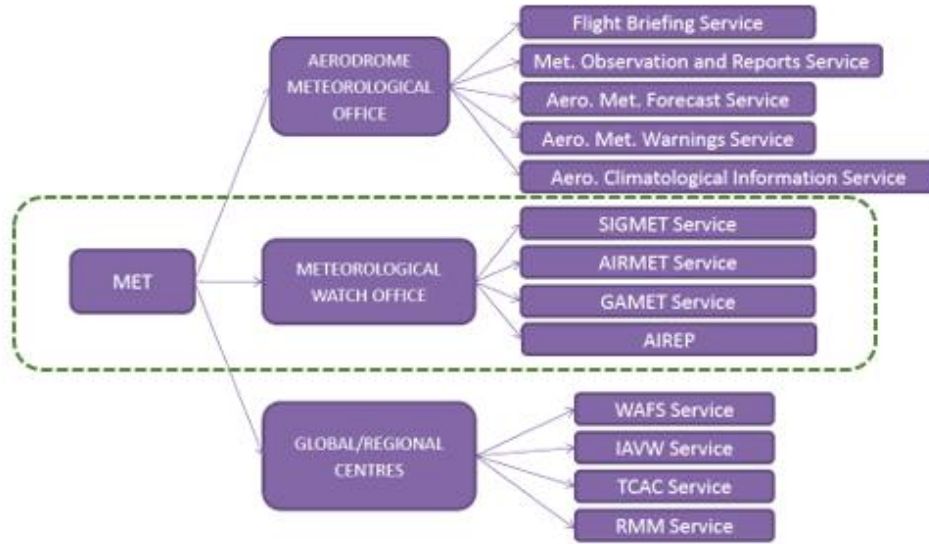 Flight Briefing Service
AERODROME
METEOROLOGICAL
OFFICE
Met. Observation and Reports Service
Aero. Met. Forecast Service
Aero. Met. Warnings Service
Aero. Climatological Information Service
MET
METEOROLOGICAL
WATCH OFFICE
SIGMET Service
AIRMET Service
GAMET Service
AIREP
GLOBAL/REGIONAL
CENTRES
WAFS Service
IAVW Service
TCAC Service
RMM Service